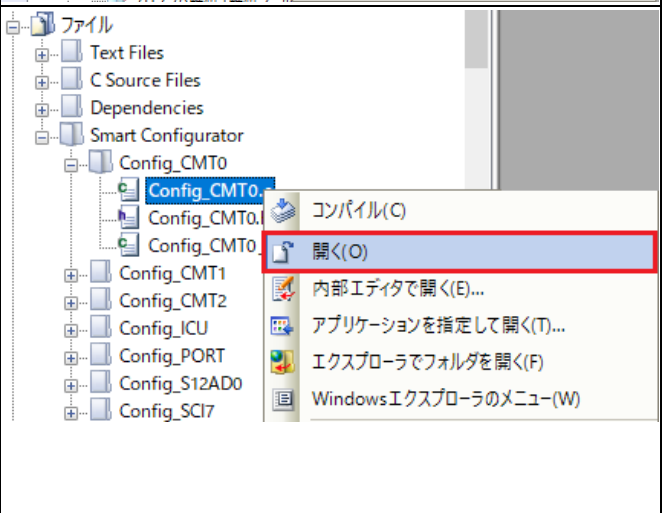 ファイル
Text Files
C Source Files
Dependencies
Smart Configurator
Config_CMT0
Config_CMT0.c
Config_CMT0.
Config_CMT0_
Config_CMT1
Config_CMT2
Config_ICU
Config_PORT
Config_S12AD0
Config_SCI7
コンパイル(C)
開く(O)
内部エディタで開く(E)...
アプリケーションを指定して開く(T)...
エクスプローラでフォルダを開く(F)
Windowsエクスプローラのメニュー(W)